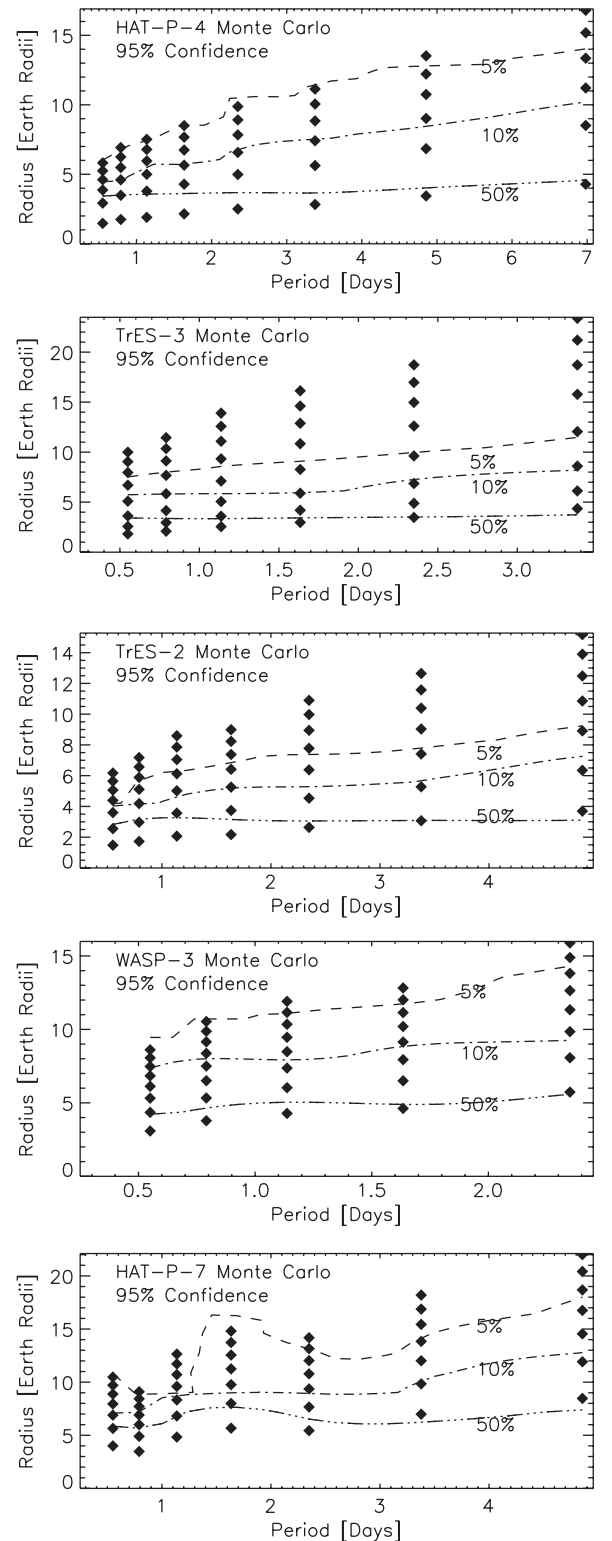 HAT-P-4 Monte Carlo
95% Confidence
15
10
5
0
Radius [Earth Radii]
5%
10%
50%
1 2 3 4 5 6 7
Period [Days]
TrES-3 Monte Carlo
95% Confidence
20
15
10
5
0
Radius [Earth Radii]
5%
10%
50%
0.5 1.0 1.5 2.0 2.5 3.0
Period [Days]
TrES-2 Monte Carlo
95% Confidence
14
12
10
8
6
4
2
0
Radius [Earth Radii]
5%
10%
50%
1 2 3 4
Period [Days]
WASP-3 Monte Carlo
95% Confidence
15
10
5
0
Radius [Earth Radii]
5%
10%
50%
0.5 1.0 1.5 2.0
Period [Days]
HAT-P-7 Monte Carlo
95% Confidence
20
15
10
5
0
Radius [Earth Radii]
5%
10%
50%
1 2 3 4
Period [Days]